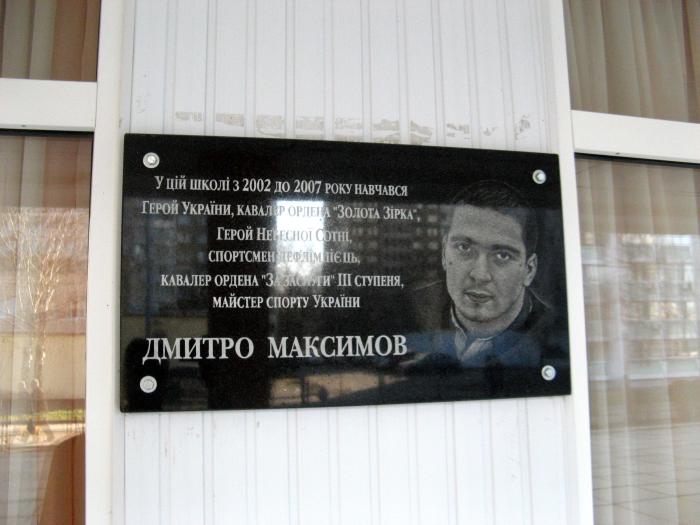 У цій школі з 2002 до 2007 року навчався
Герой України, кавалер ордена "Золота Зірка",
Герой Небесної Сотні,
спортсмен дефлімпієць,
кавалер ордена "За заслуги" III ступеня,
майстер спорту України
ДМИТРО МАКСИМОВ